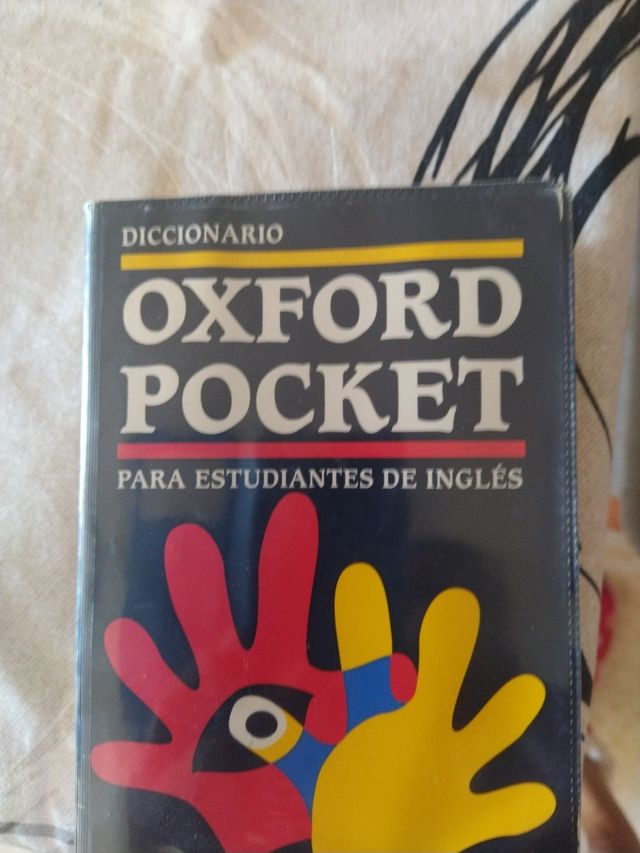 DICCIONARIO
OXFORD
POCKET
PARA ESTUDIANTES DE INGLÉS